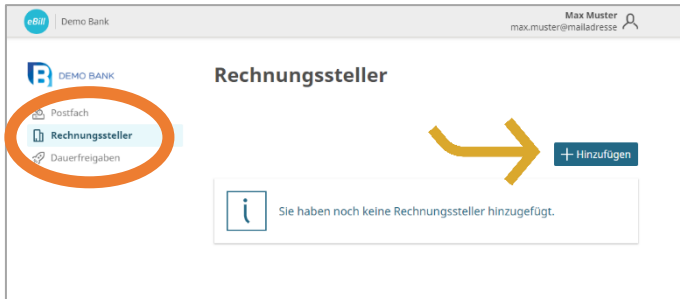 eBill Demo Bank
Max Muster
max.muster@mailadresse
DEMO BANK
Rechnungssteller
Postfach
Rechnungssteller
Dauerfreigaben
+ Hinzufügen
i
Sie haben noch keine Rechnungssteller hinzugefügt.